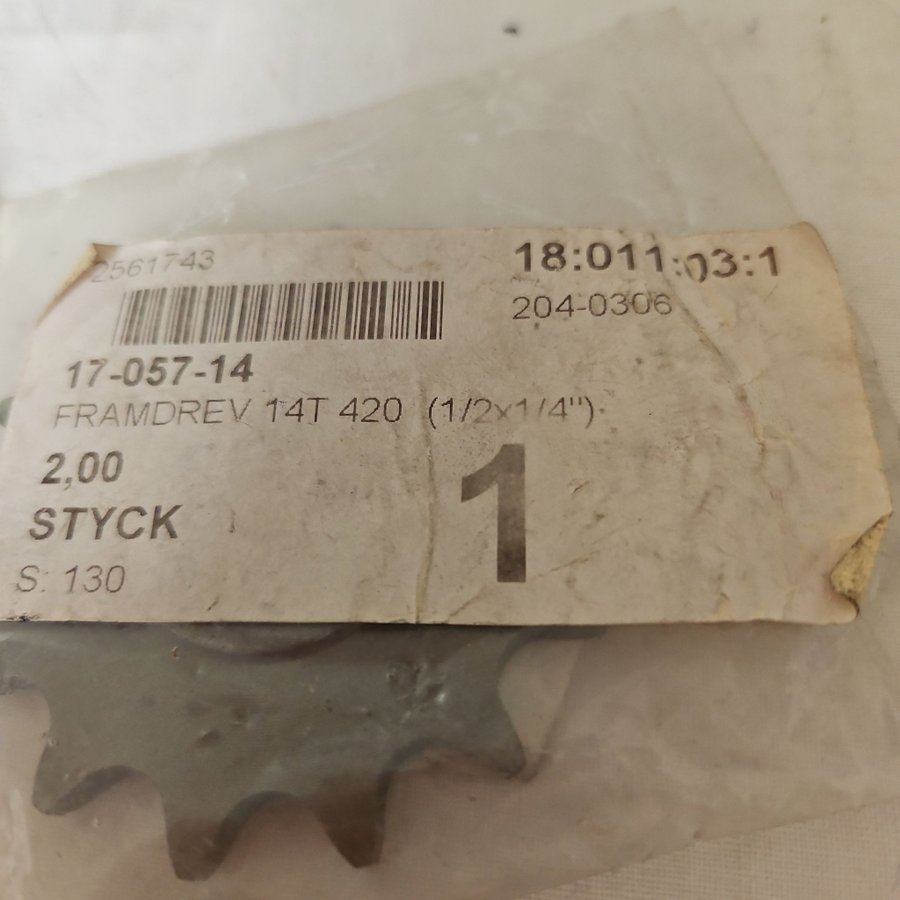 2561743
18:011:03:1
204-0306
17-057-14
FRAMDREV 14T 420 (1/2x1/4")
2,00
1
STYCK
S: 130